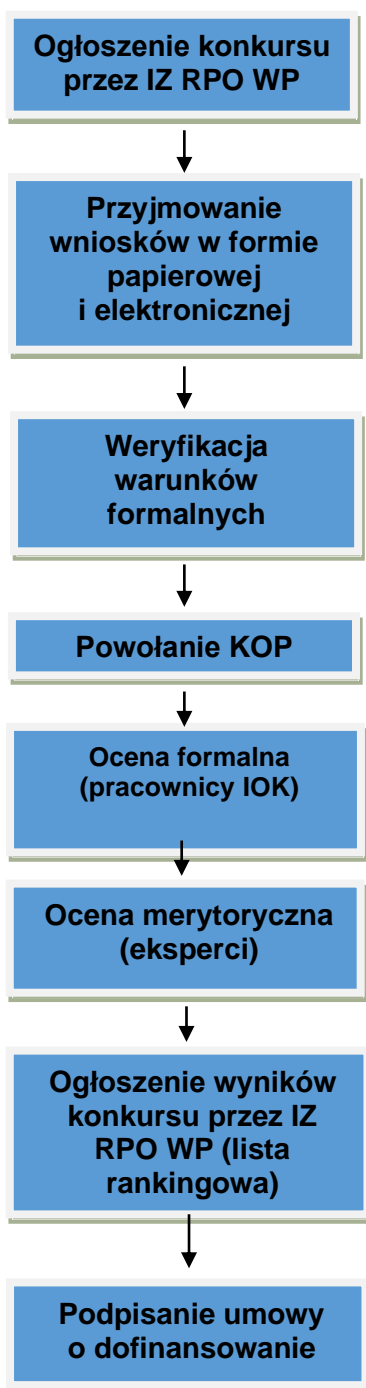 Ogłoszenie konkursu
przez IZ RPO WP
Przyjmowanie
wniosków w formie
papierowej
i elektronicznej
Weryfikacja
warunków
formalnych
Powołanie KOP
Ocena formalna
(pracownicy IOK)
Ocena merytoryczna
(eksperci)
Ogłoszenie wyników
konkursu przez IZ
RPO WP (lista
rankingowa)
Podpisanie umowy
o dofinansowanie